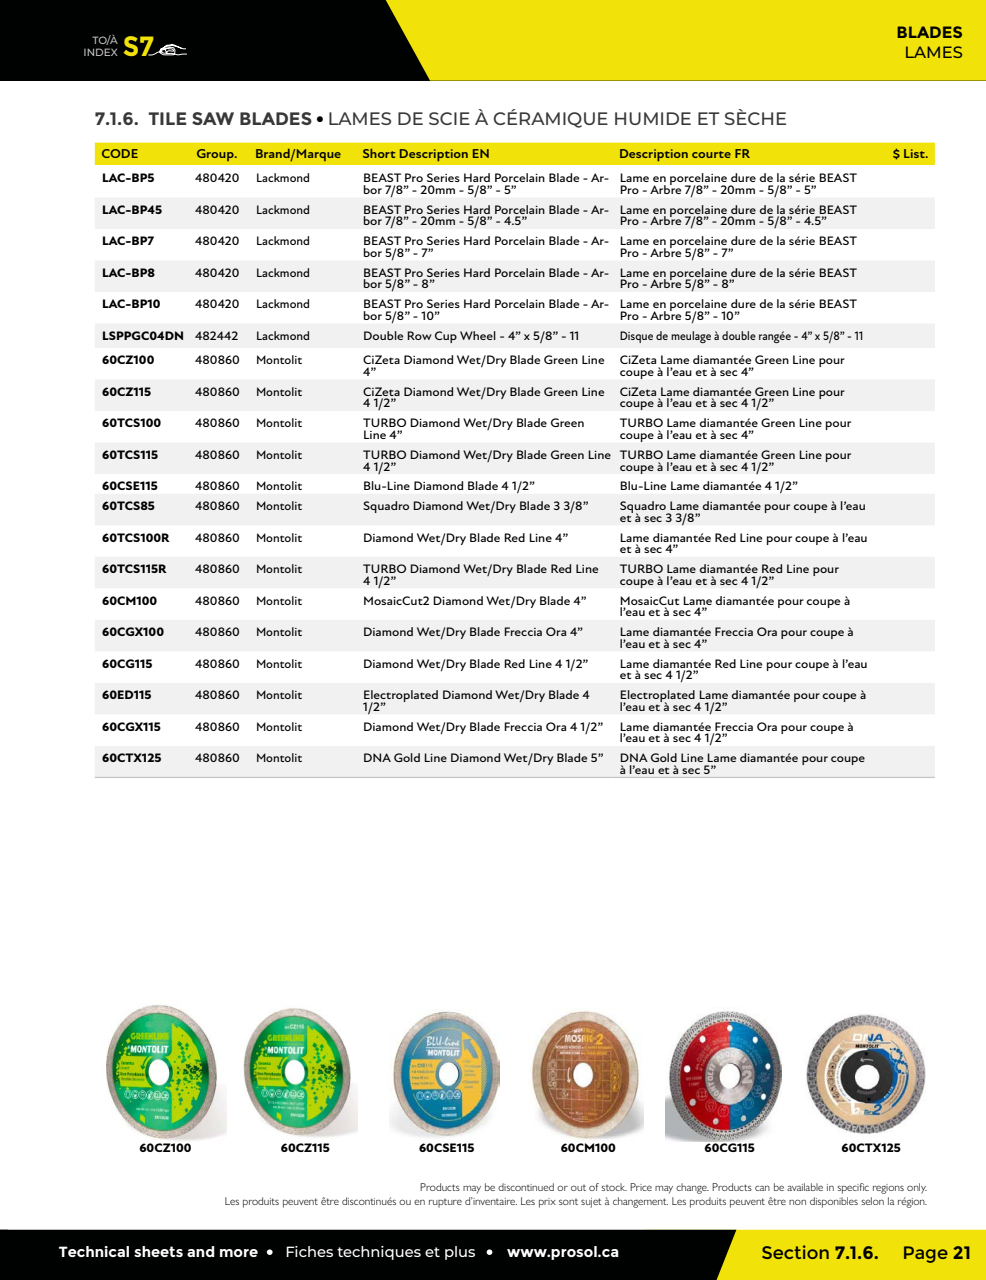 TO/À
INDEX S7
BLADES
LAMES
7.1.6. TILE SAW BLADES • LAMES DE SCIE À CÉRAMIQUE HUMIDE ET SÈCHE
CODE Group. Brand/Marque Short Description EN Description courte FR $ List.
LAC-BP5 480420 Lackmond BEAST Pro Series Hard Porcelain Blade - Ar- Lame en porcelaine dure de la série BEAST
bor 7/8” - 20mm - 5/8” - 5” Pro - Arbre 7/8” - 20mm - 5/8” - 5”
LAC-BP45 480420 Lackmond BEAST Pro Series Hard Porcelain Blade - Ar- Lame en porcelaine dure de la série BEAST
bor 7/8” - 20mm - 5/8” - 4.5” Pro - Arbre 7/8” - 20mm - 5/8” - 4.5”
LAC-BP7 480420 Lackmond BEAST Pro Series Hard Porcelain Blade - Ar- Lame en porcelaine dure de la série BEAST
bor 5/8” - 7” Pro - Arbre 5/8” - 7”
LAC-BP8 480420 Lackmond BEAST Pro Series Hard Porcelain Blade - Ar- Lame en porcelaine dure de la série BEAST
bor 5/8” - 8” Pro - Arbre 5/8” - 8”
LAC-BP10 480420 Lackmond BEAST Pro Series Hard Porcelain Blade - Ar- Lame en porcelaine dure de la série BEAST
bor 5/8” - 10” Pro - Arbre 5/8” - 10”
LSPPGC04DN 482442 Lackmond Double Row Cup Wheel - 4” x 5/8” - 11 Disque de meulage à double rangée - 4” x 5/8” - 11
60CZ100 480860 Montolit CiZeta Diamond Wet/Dry Blade Green Line CiZeta Lame diamantée Green Line pour
4” coupe à l’eau et à sec 4”
60CZ115 480860 Montolit CiZeta Diamond Wet/Dry Blade Green Line CiZeta Lame diamantée Green Line pour
4 1/2” coupe à l’eau et à sec 4 1/2”
60TCS100 480860 Montolit TURBO Diamond Wet/Dry Blade Green TURBO Lame diamantée Green Line pour
Line 4” coupe à l’eau et à sec 4”
60TCS115 480860 Montolit TURBO Diamond Wet/Dry Blade Green Line TURBO Lame diamantée Green Line pour
4 1/2” coupe à l’eau et à sec 4 1/2”
60CSE115 480860 Montolit Blu-Line Diamond Blade 4 1/2” Blu-Line Lame diamantée 4 1/2”
60TCS85 480860 Montolit Squadro Diamond Wet/Dry Blade 3 3/8” Squadro Lame diamantée pour coupe à l’eau
et à sec 3 3/8”
60TCS100R 480860 Montolit Diamond Wet/Dry Blade Red Line 4” Lame diamantée Red Line pour coupe à l’eau
et à sec 4”
60TCS115R 480860 Montolit TURBO Diamond Wet/Dry Blade Red Line TURBO Lame diamantée Red Line pour
4 1/2” coupe à l’eau et à sec 4 1/2”
60CM100 480860 Montolit MosaicCut2 Diamond Wet/Dry Blade 4” MosaicCut Lame diamantée pour coupe à
l’eau et à sec 4”
60CGX100 480860 Montolit Diamond Wet/Dry Blade Freccia Ora 4” Lame diamantée Freccia Ora pour coupe à
l’eau et à sec 4”
60CG115 480860 Montolit Diamond Wet/Dry Blade Red Line 4 1/2” Lame diamantée Red Line pour coupe à l’eau
et à sec 4 1/2”
60ED115 480860 Montolit Electroplated Diamond Wet/Dry Blade 4 Electroplated Lame diamantée pour coupe à
1/2” l’eau et à sec 4 1/2”
60CGX115 480860 Montolit Diamond Wet/Dry Blade Freccia Ora 4 1/2” Lame diamantée Freccia Ora pour coupe à
l’eau et à sec 4 1/2”
60CTX125 480860 Montolit DNA Gold Line Diamond Wet/Dry Blade 5” DNA Gold Line Lame diamantée pour coupe
à l’eau et à sec 5”
GREENLINE
MONTOLIT
GREENLINE
MONTOLIT
BLU-line
MONTOLIT
MOSAIC-2
DNA
MONTOLIT
60CZ100 60CZ115 60CSE115 60CM100 60CG115 60CTX125
Products may be discontinued or out of stock. Price may change. Products can be available in specific regions only.
Les produits peuvent être discontinués ou en rupture d’inventaire. Les prix sont sujet à changement. Les produits peuvent être non disponibles selon la région.
Technical sheets and more • Fiches techniques et plus • www.prosol.ca
Section 7.1.6. Page 21